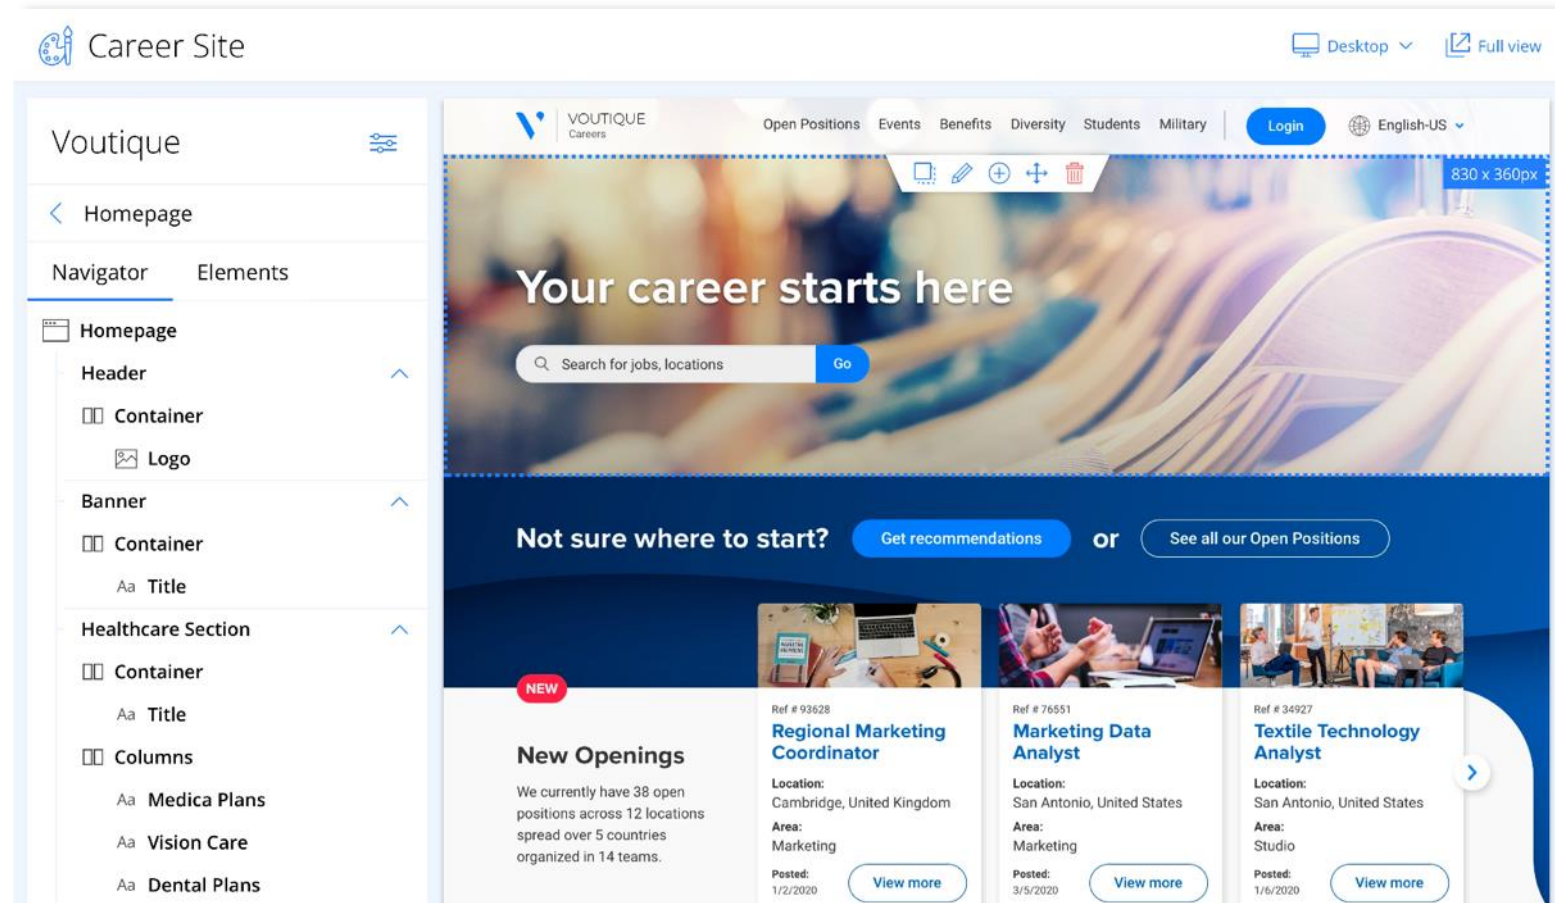 Career Site
Desktop
Full view
Voutique
Homepage
Navigator Elements
Homepage
Header
Container
Logo
Banner
Container
Aa Title
Healthcare Section
Container
Aa Title
Columns
Aa Medica Plans
Aa Vision Care
Aa Dental Plans
VOUTIQUE
Careers
Open Positions Events Benefits Diversity Students Military
Login
English-US
830 x 360px
Your career starts here
Search for jobs, locations
Go
Not sure where to start?
Get recommendations
or
See all our Open Positions
NEW
New Openings
We currently have 38 open
positions across 12 locations
spread over 5 countries
organized in 14 teams.
Ref # 93628
Regional Marketing
Coordinator
Location:
Cambridge, United Kingdom
Area:
Marketing
Posted:
1/2/2020
View more
Ref # 76551
Marketing Data
Analyst
Location:
San Antonio, United States
Area:
Marketing
Posted:
3/5/2020
View more
Ref # 34927
Textile Technology
Analyst
Location:
San Antonio, United States
Area:
Studio
Posted:
1/6/2020
View more